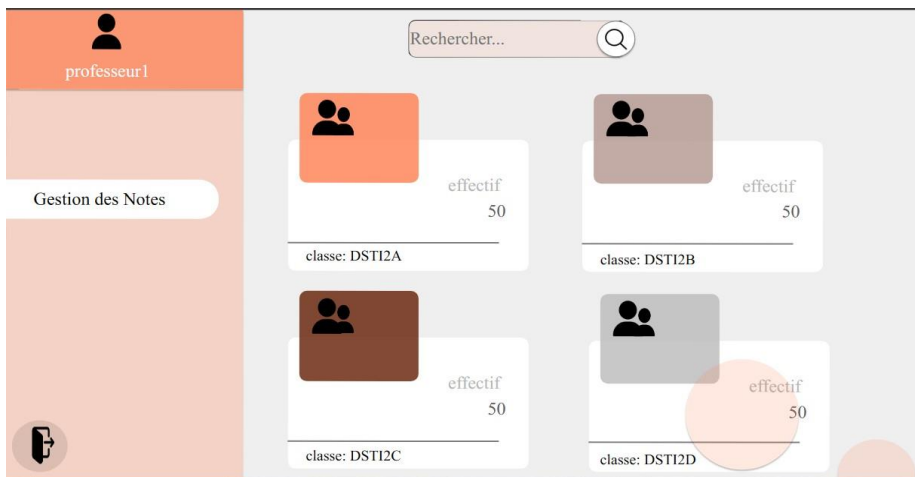 professeur1
Rechercher...
Gestion des Notes
effectif
50
classe: DSTI2A
effectif
50
classe: DSTI2B
effectif
50
classe: DSTI2C
effectif
50
classe: DSTI2D